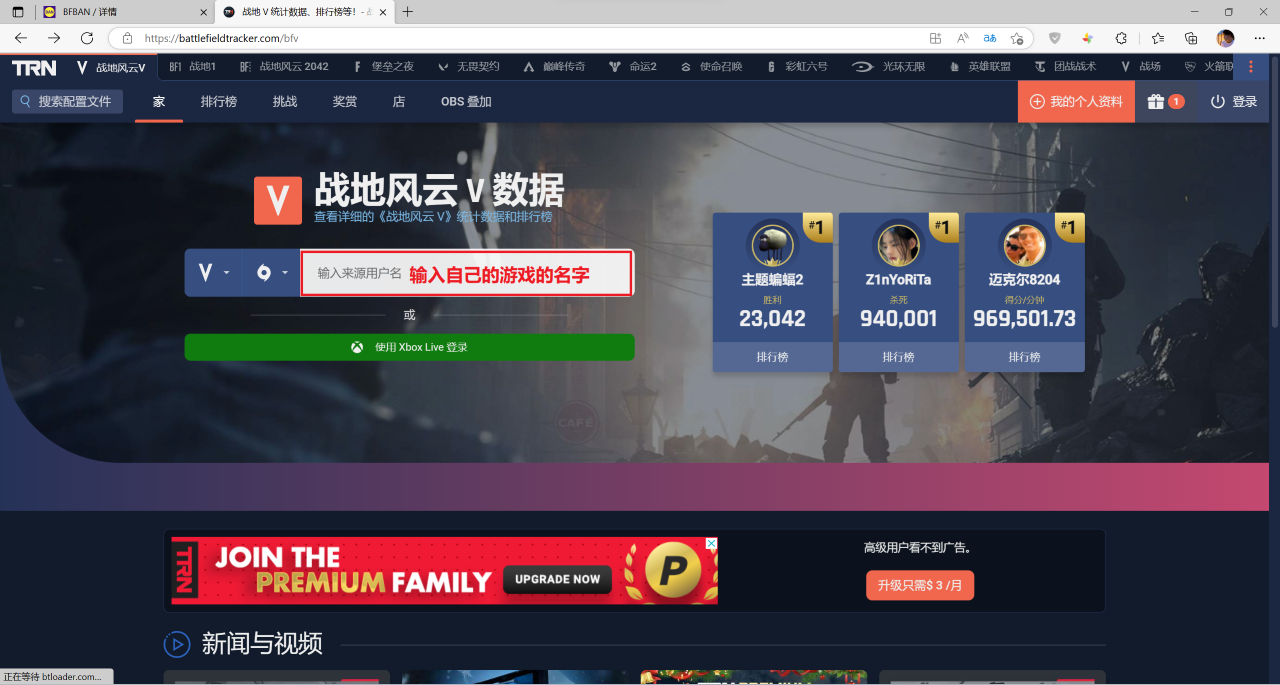 BFBAN / 详情
战地 V 统计数据、排行榜等！ - 战
https://battlefieldtracker.com/bfv
TRN 战地风云V BF1 战地1 BF: 战地风云 2042 堡垒之夜 无畏契约 巅峰传奇 命运2 使命召唤 彩虹六号 光环无限 英雄联盟 团战战术 战场 火箭联
搜索配置文件 家 排行榜 挑战 奖赏 店 OBS 叠加 我的个人资料 1 登录
战地风云 V 数据
查看详细的《战地风云 V》统计数据和排行榜
输入来源用户名 输入自己的游戏的名字
或
使用 Xbox Live 登录
#1 #1 #1
主题蝙蝠2 Z1nYoRiTa 迈克尔8204
胜利 杀死 得分/分钟
23,042 940,001 969,501.73
排行榜 排行榜 排行榜
CAFE
TRN
JOIN THE
PREMIUM FAMILY
UPGRADE NOW
P
高级用户看不到广告。
升级只需$ 3 /月
新闻与视频
正在等待 btloader.com...